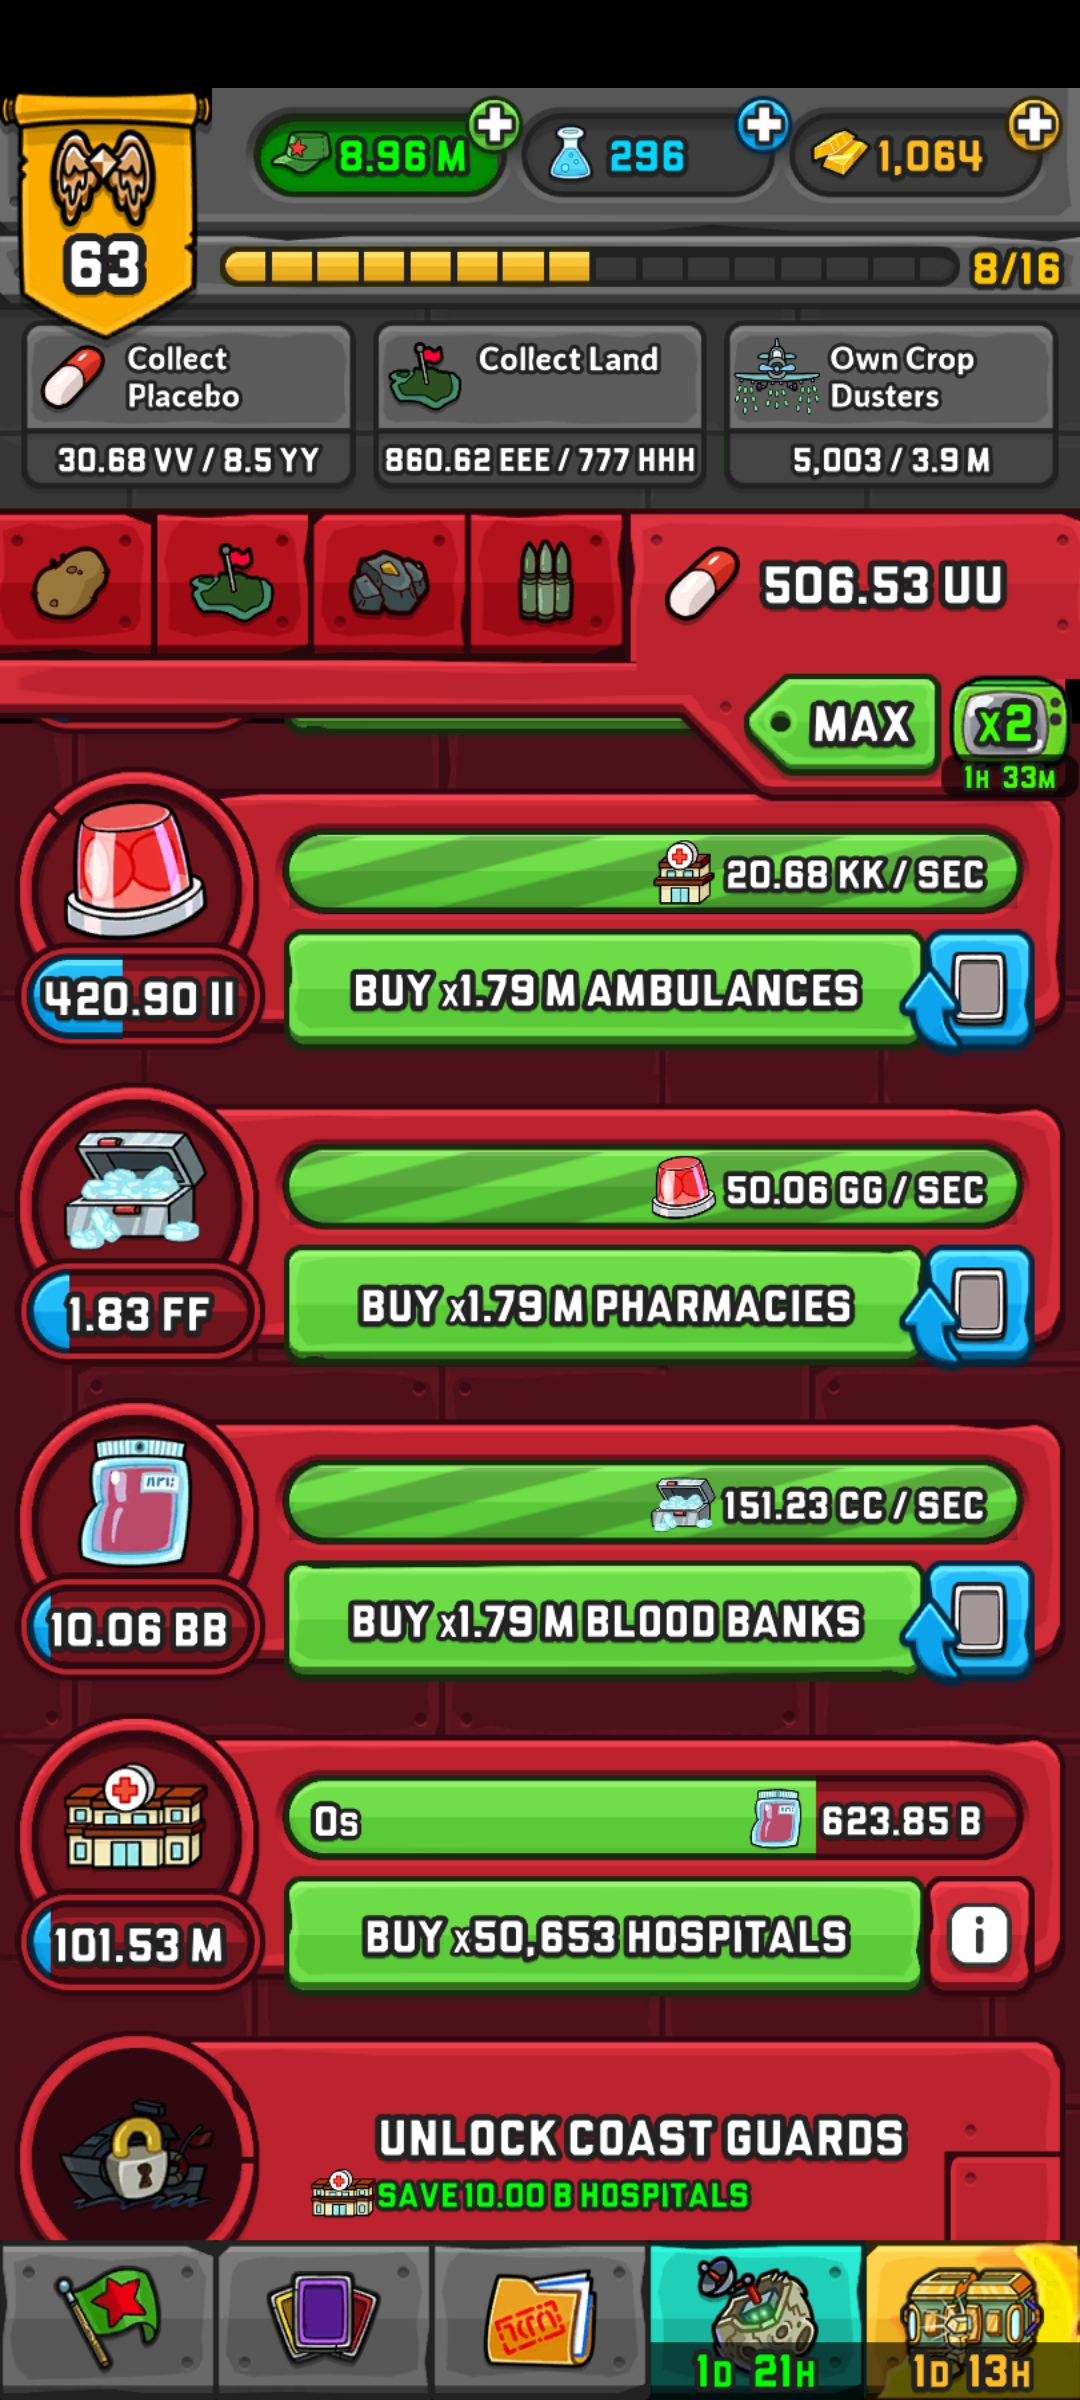 63
8.96 M
296
1,064
8/16
Collect Placebo
30.68 VV / 8.5 YY
Collect Land
860.62 EEE / 777 HHH
Own Crop Dusters
5,003 / 3.9 M
506.53 UU
MAX
x2
1H 33M
20.68 KK / SEC
420.90 II
BUY x1.79 M AMBULANCES
50.06 GG / SEC
1.83 FF
BUY x1.79 M PHARMACIES
151.23 CC / SEC
10.06 BB
BUY x1.79 M BLOOD BANKS
0s
623.85 B
101.53 M
BUY x50,653 HOSPITALS
i
UNLOCK COAST GUARDS
SAVE 10.00 B HOSPITALS
1D 21H
1D 13H